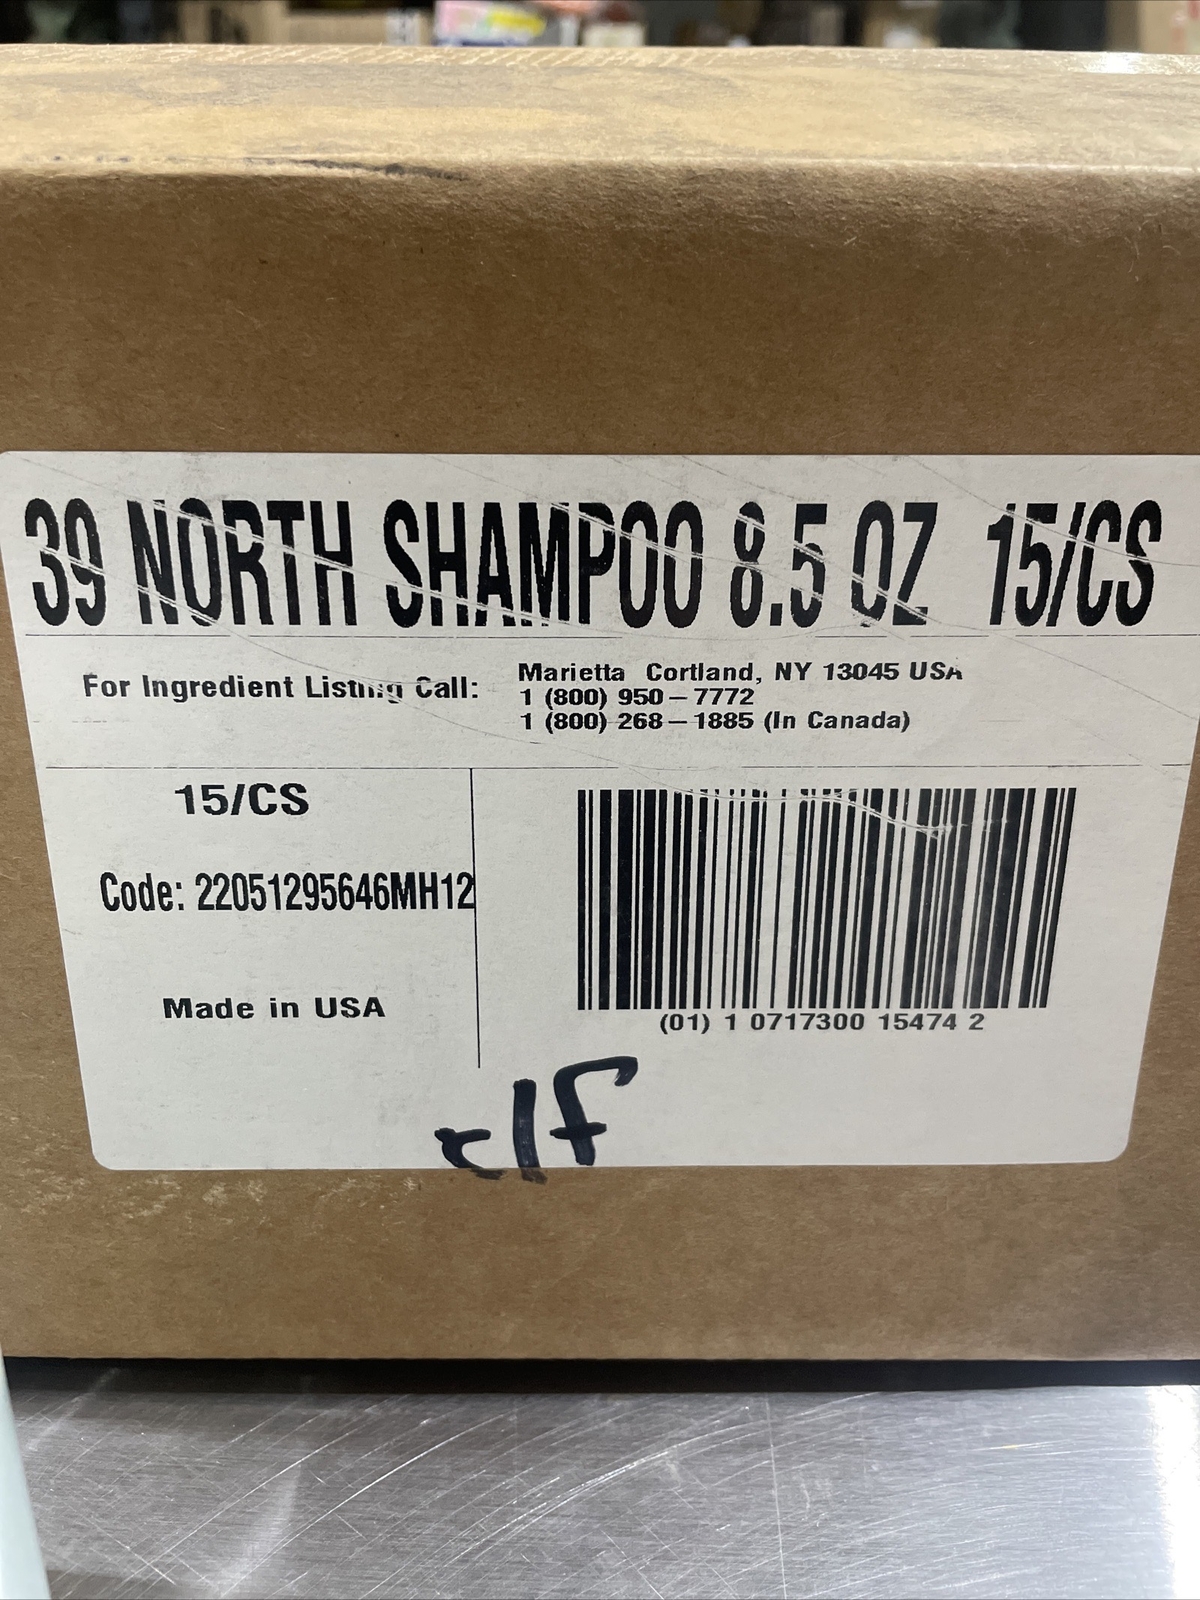 39 NORTH SHAMPOO 8.5 OZ 15/CS
For Ingredient Listing Call:
Marietta Cortland, NY 13045 USA
1 (800) 950-7772
1 (800) 268-1885 (In Canada)
15/CS
Code: 22051295646MH12
Made in USA
(01) 1 0717300 15474 2